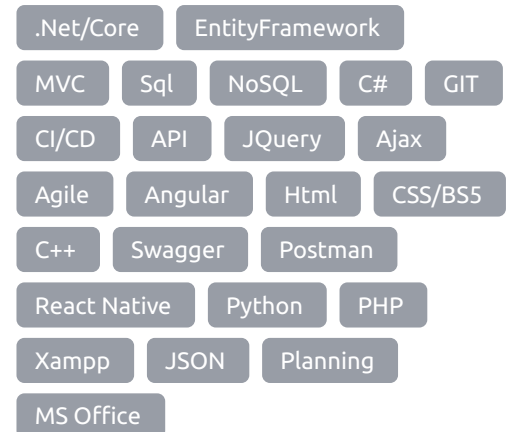 .Net/Core EntityFramework
MVC Sql NoSQL C# GIT
CI/CD API JQuery Ajax
Agile Angular Html CSS/BS5
C++ Swagger Postman
React Native Python PHP
Xampp JSON Planning
MS Office